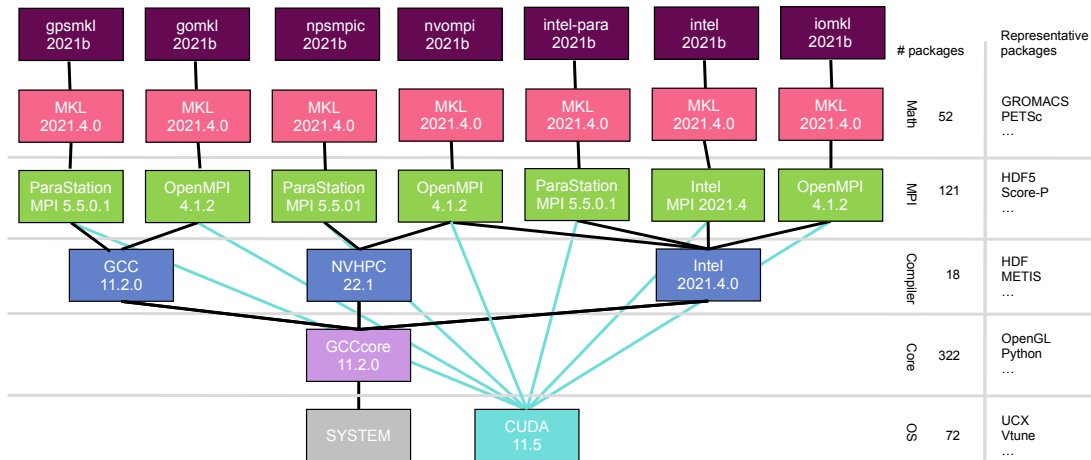 gpsmkl
2021b
gomkl
2021b
npsmpic
2021b
nvompi
2021b
intel-para
2021b
intel
2021b
iomkl
2021b
# packages
Representative
packages
MKL
2021.4.0
MKL
2021.4.0
MKL
2021.4.0
MKL
2021.4.0
MKL
2021.4.0
MKL
2021.4.0
MKL
2021.4.0
Math
52
GROMACS
PETSc
...
ParaStation
MPI 5.5.0.1
OpenMPI
4.1.2
ParaStation
MPI 5.5.01
OpenMPI
4.1.2
ParaStation
MPI 5.5.0.1
Intel
MPI 2021.4
OpenMPI
4.1.2
MPI
121
HDF5
Score-P
...
GCC
11.2.0
NVHPC
22.1
Intel
2021.4.0
Compiler
18
HDF
METIS
...
GCCcore
11.2.0
Core
322
OpenGL
Python
...
SYSTEM
CUDA
11.5
OS
72
UCX
Vtune
...